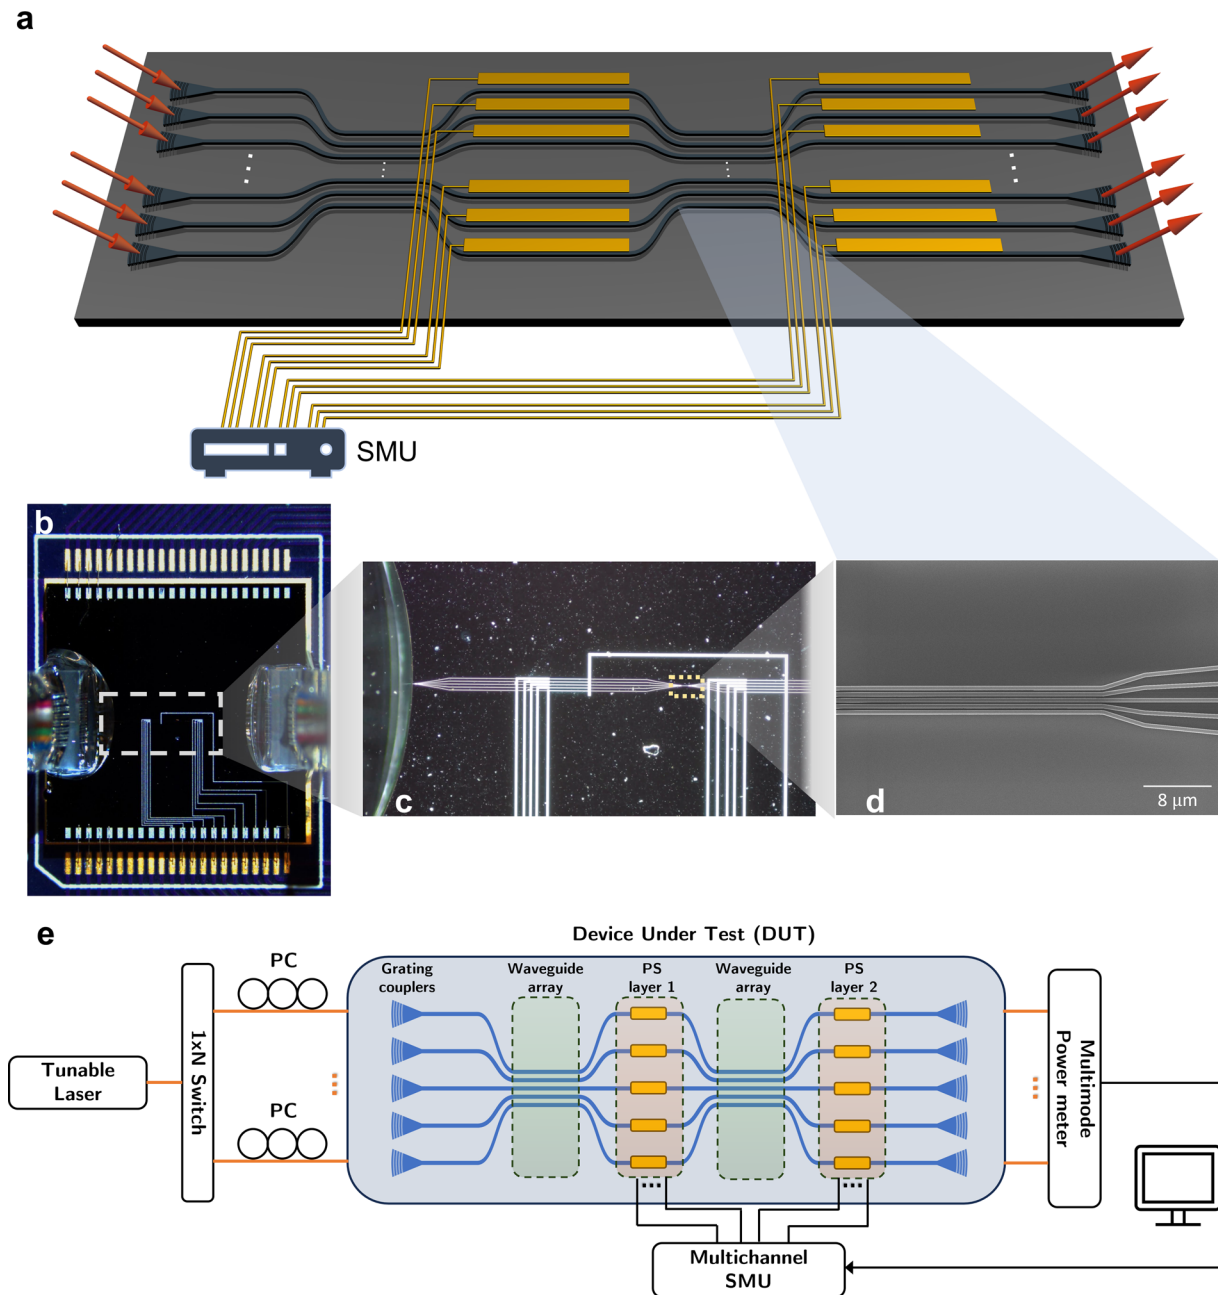 a
SMU
b
c
d
8 μm
e
Device Under Test (DUT)
PC
Grating
couplers
Waveguide
array
PS
layer 1
Waveguide
array
PS
layer 2
1xN Switch
Tunable
Laser
PC
Multimode
Power meter
Multichannel
SMU